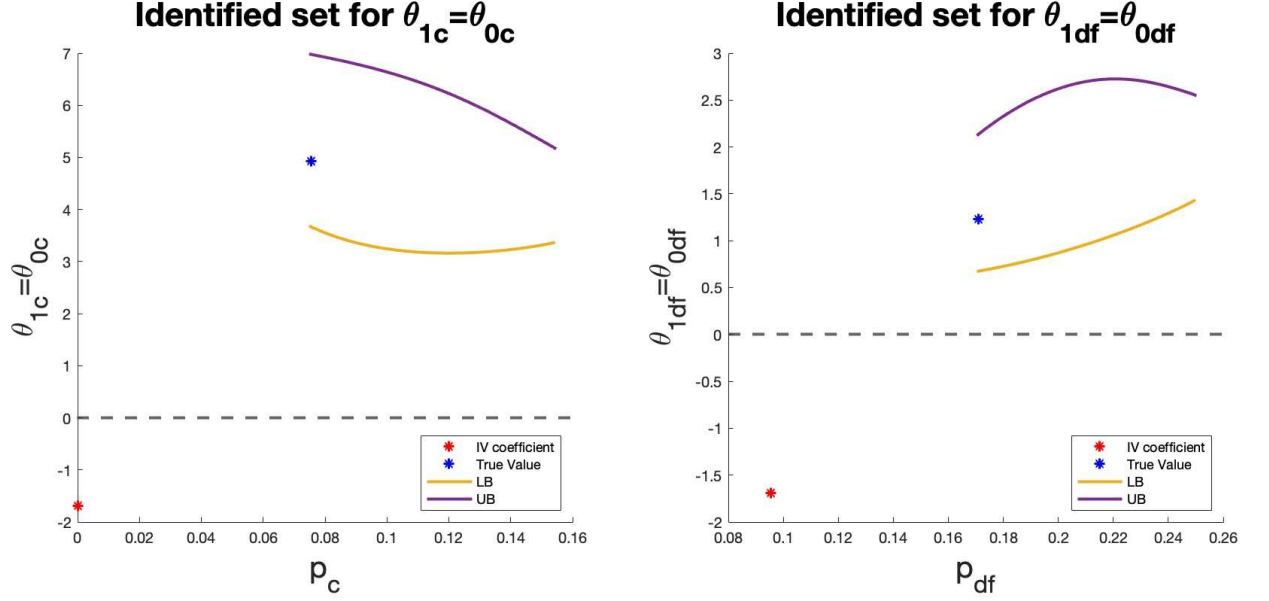 Identified set for θ1c=θ0c
7
6
5
4
3
2
1
0
-1
-2
θ1c=θ0c
0 0.02 0.04 0.06 0.08 0.1 0.12 0.14 0.16
pc
IV coefficient
True Value
LB
UB
Identified set for θ1df=θ0df
3
2.5
2
1.5
1
0.5
0
-0.5
-1
-1.5
-2
θ1df=θ0df
0.08 0.1 0.12 0.14 0.16 0.18 0.2 0.22 0.24 0.26
pdf
IV coefficient
True Value
LB
UB